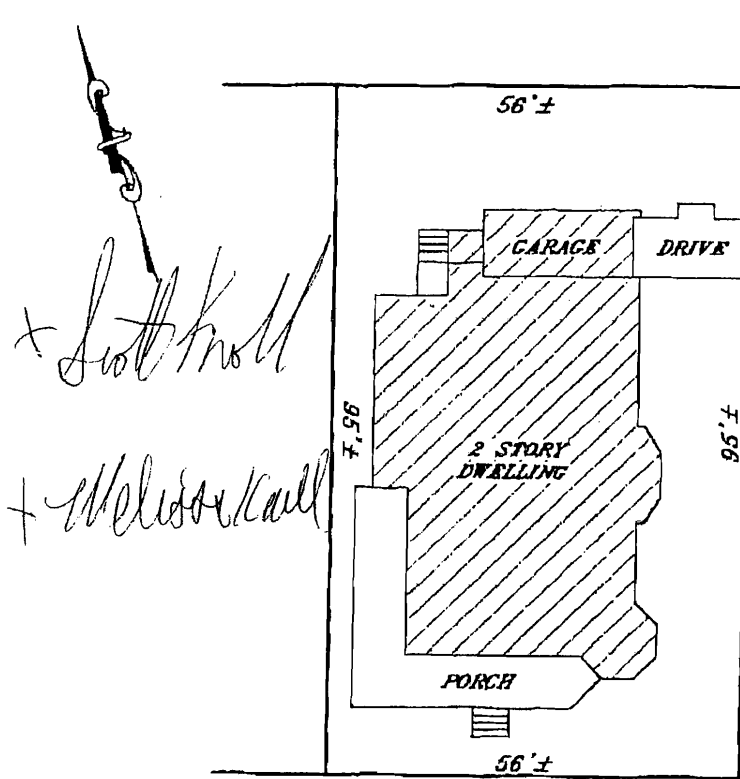 56'±
GARAGE
DRIVE
+ Scott Knoll
95'±
95'±
2 STORY
DWELLING
+ Melissa Knoll
PORCH
56'±